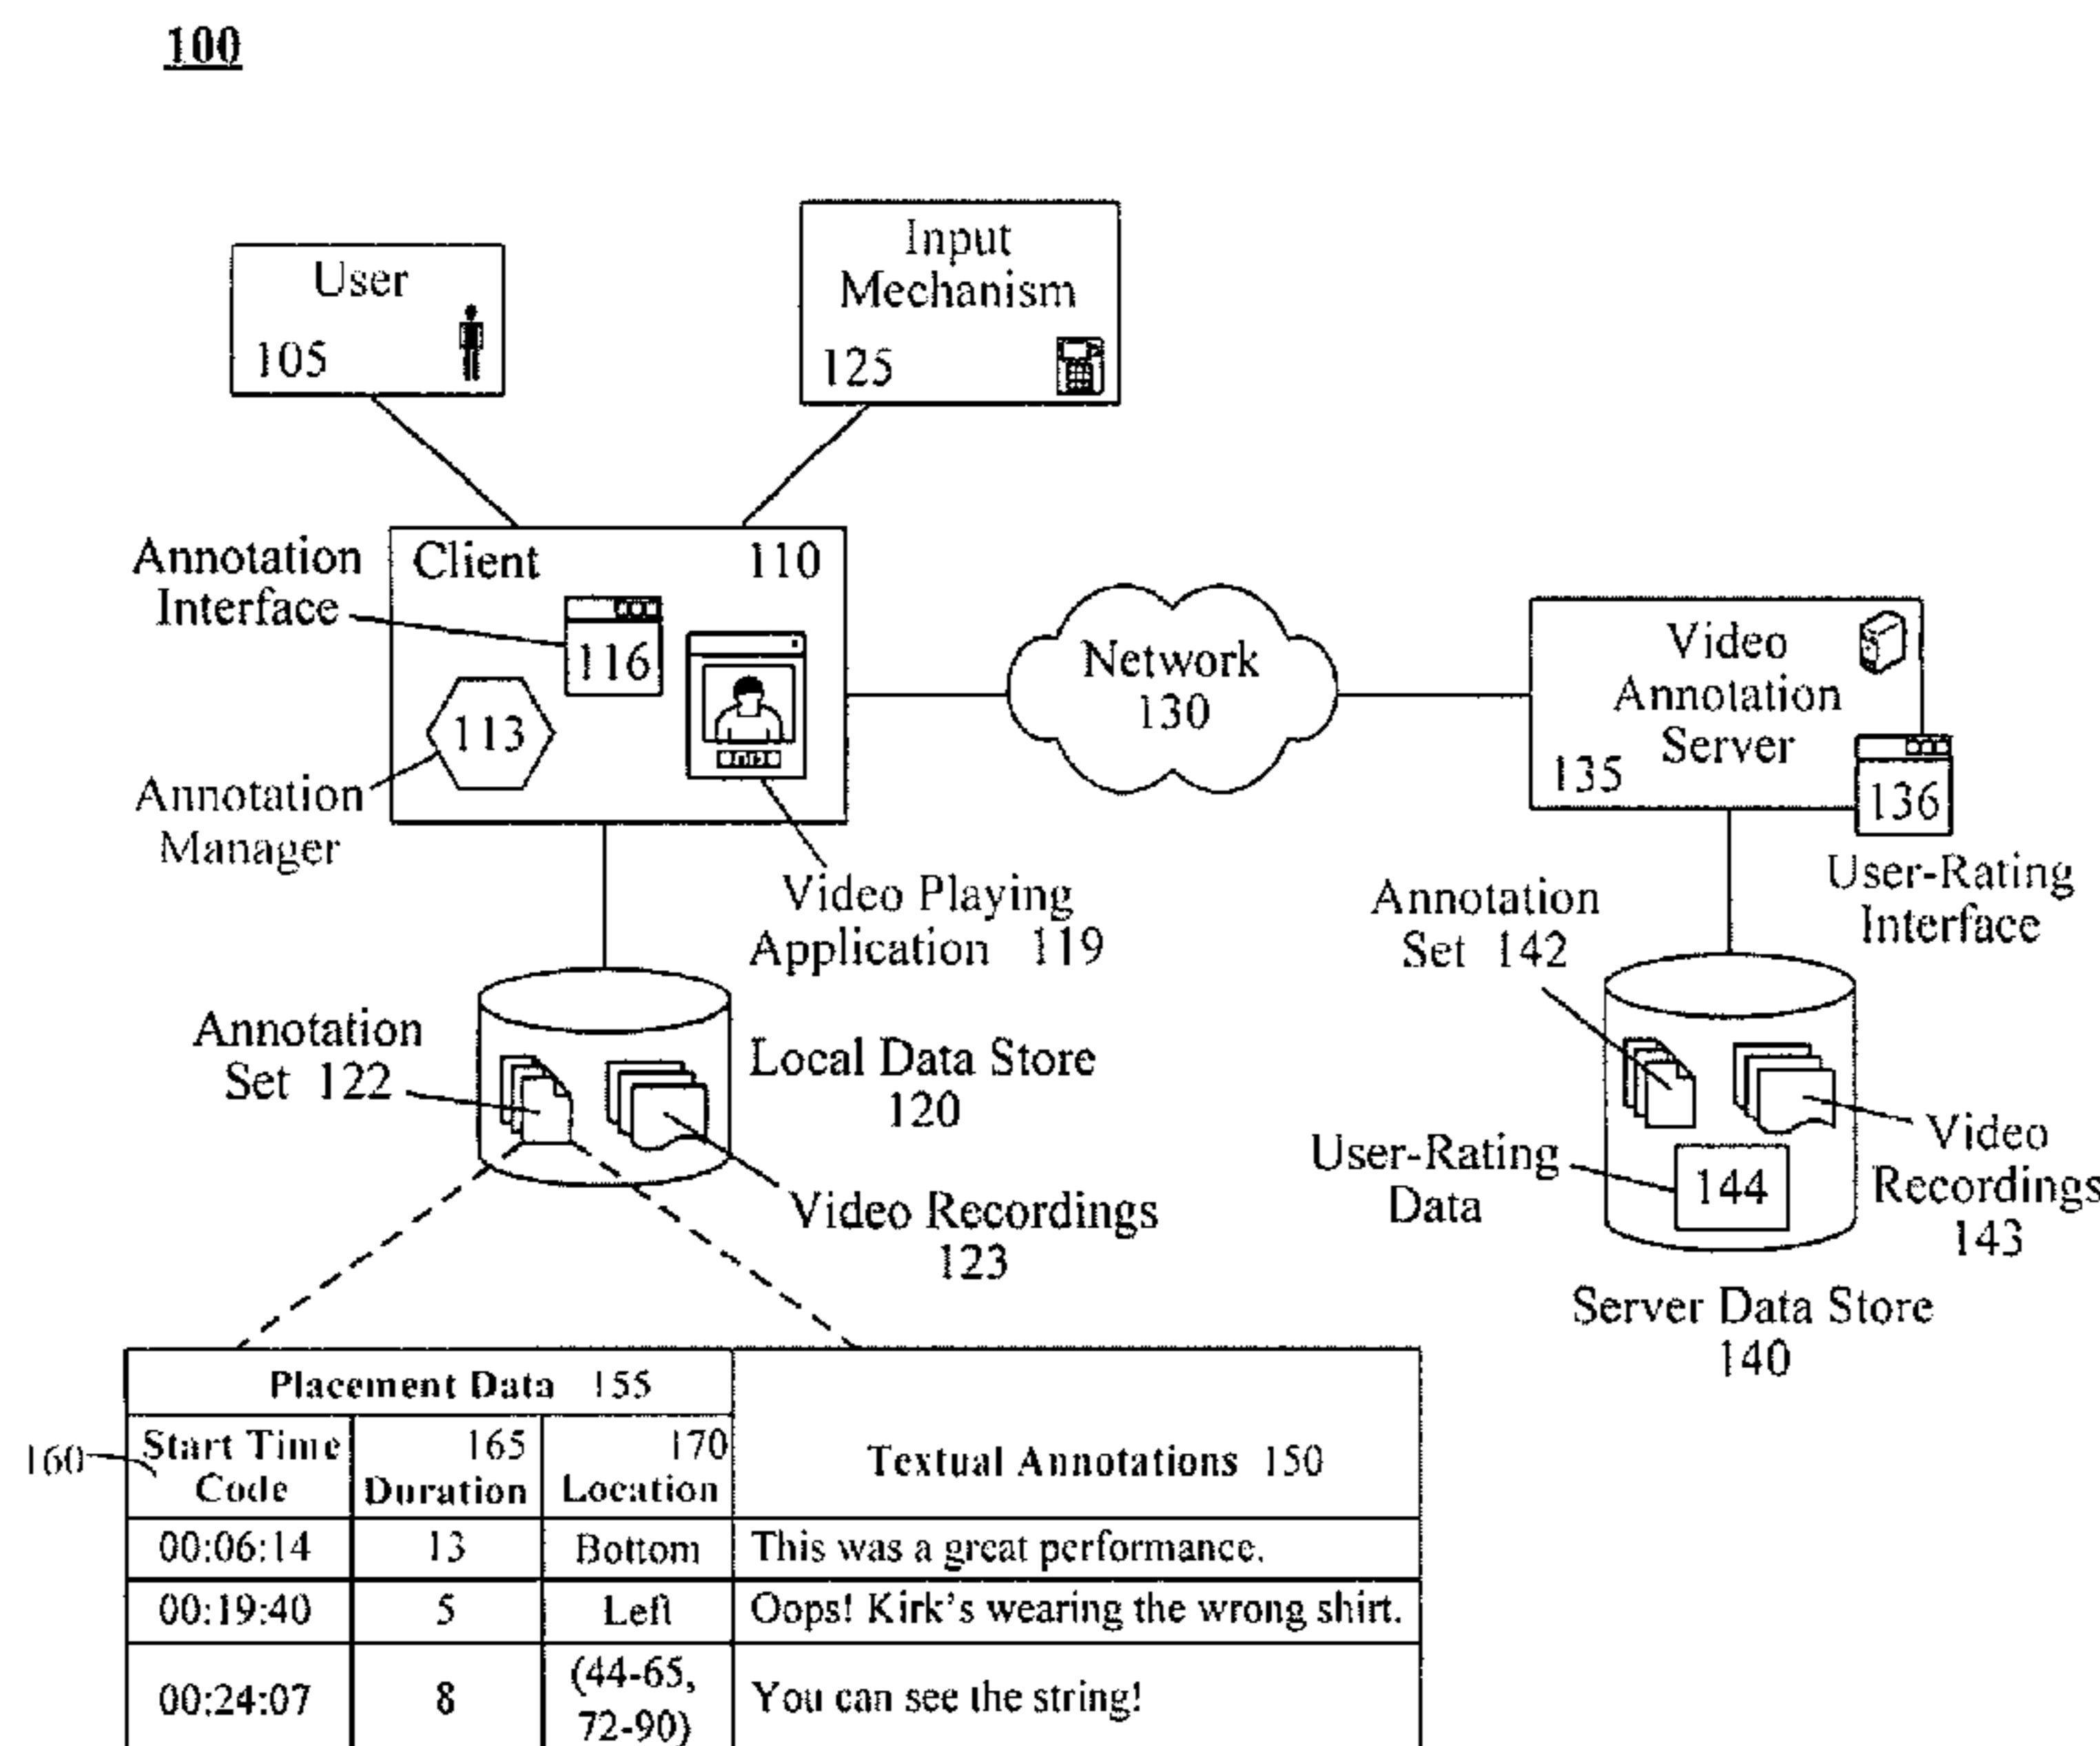 100
User
105
Input
Mechanism
125
Annotation
Interface
Client 110
116
113
Annotation
Manager
Video Playing
Application 119
Network
130
Video
Annotation
Server
135
136
User-Rating
Interface
Annotation
Set 122
Local Data Store
120
Video Recordings
123
Annotation
Set 142
User-Rating
Data
144
Video
Recordings
143
Server Data Store
140
Placement Data 155
160
Start Time
Code
165
Duration
170
Location
Textual Annotations 150
00:06:14 13 Bottom This was a great performance.
00:19:40 5 Left Oops! Kirk's wearing the wrong shirt.
00:24:07 8 (44-65,
72-90) You can see the string!